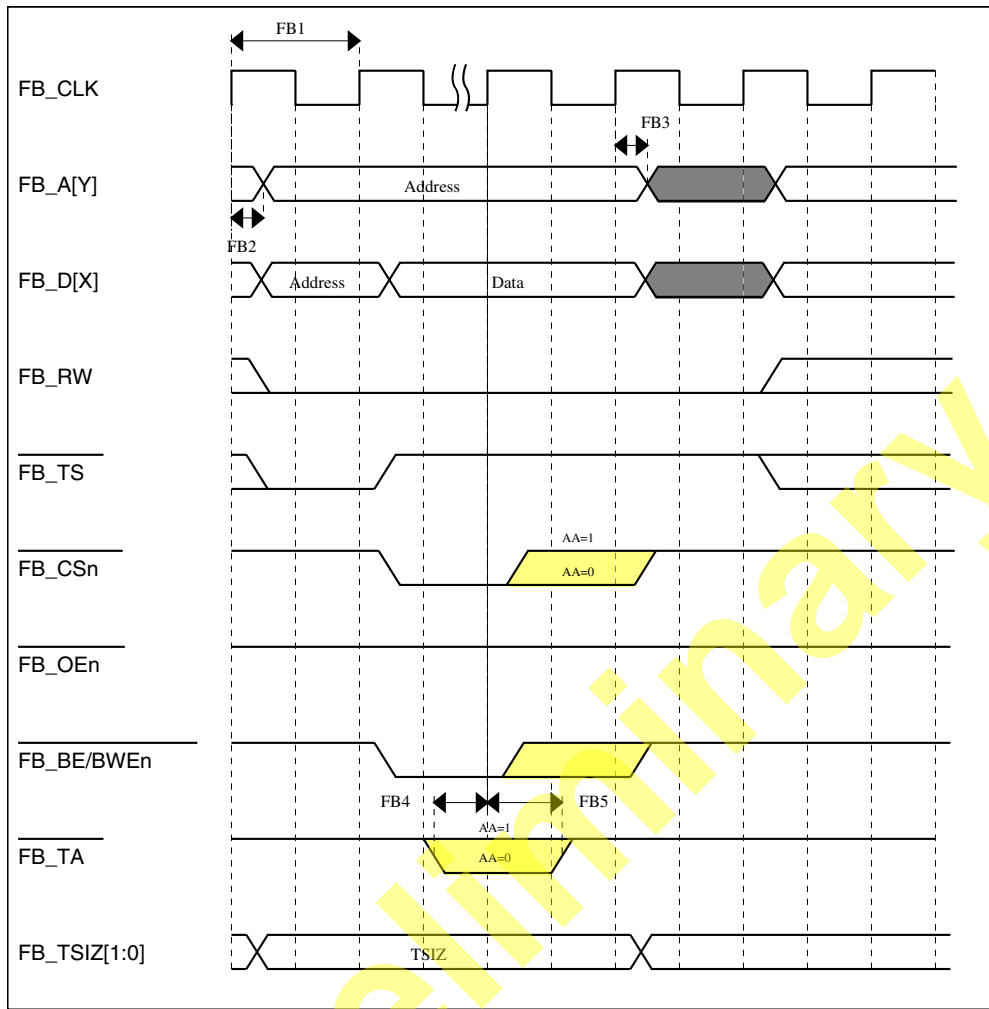 FB1
FB_CLK
FB3
FB_A[Y]
Address
FB2
FB_D[X]
Address
Data
FB_RW
FB_TS
AA=1
FB_CSn
AA=0
FB_OEn
FB_BE/BWEn
FB4
FB5
AA=1
FB_TA
AA=0
FB_TSIZ[1:0]
TSIZ
eliminary